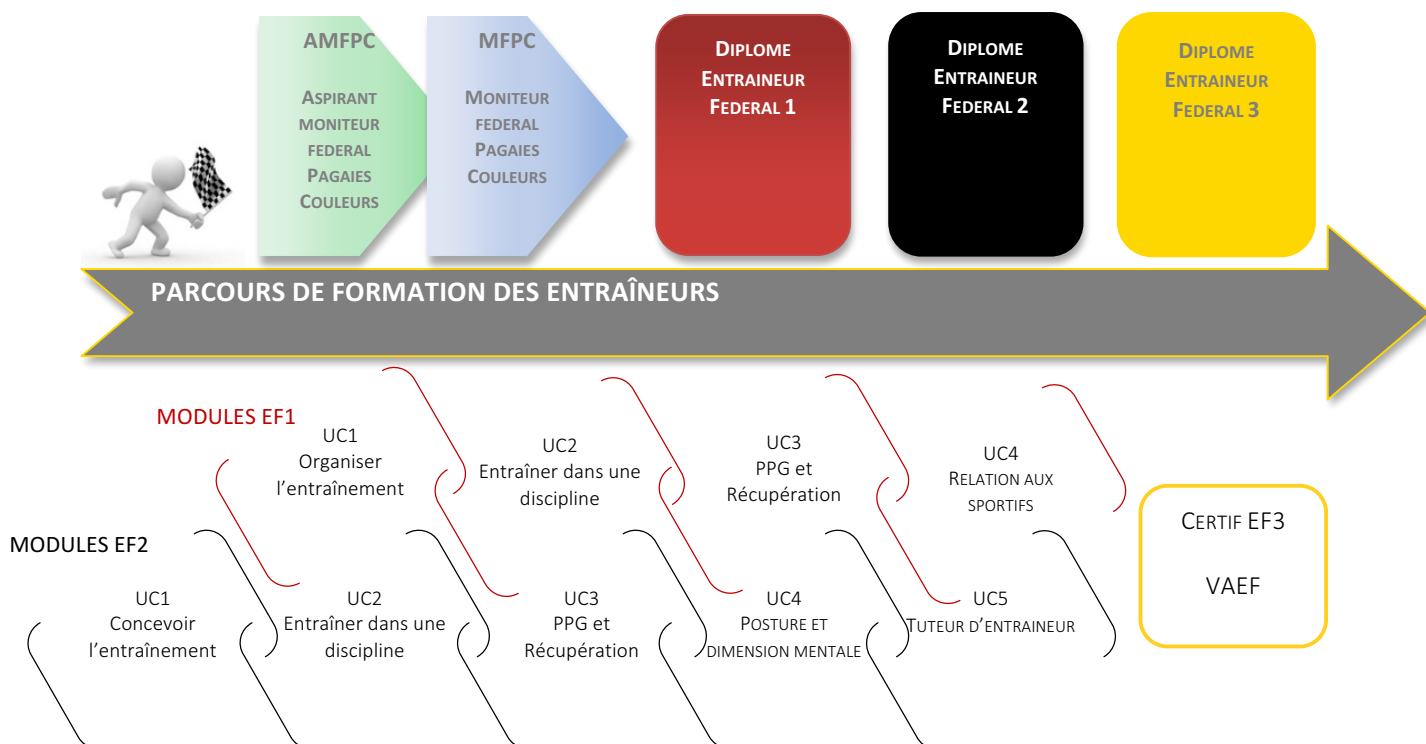 AMFPC
ASPIRANT
MONITEUR
FEDERAL
PAGAIES
COULEURS
MFPC
MONITEUR
FEDERAL
PAGAIES
COULEURS
DIPLOME
ENTRAINEUR
FEDERAL 1
DIPLOME
ENTRAINEUR
FEDERAL 2
DIPLOME
ENTRAINEUR
FEDERAL 3
PARCOURS DE FORMATION DES ENTRAÎNEURS
MODULES EF1
UC1
Organiser
l’entraînement
UC2
Entraîner dans une
discipline
UC3
PPG et
Récupération
UC4
RELATION AUX
SPORTIFS
MODULES EF2
UC1
Concevoir
l’entraînement
UC2
Entraîner dans une
discipline
UC3
PPG et
Récupération
UC4
POSTURE ET
DIMENSION MENTALE
UC5
TUTEUR D’ENTRAINEUR
CERTIF EF3
VAEF